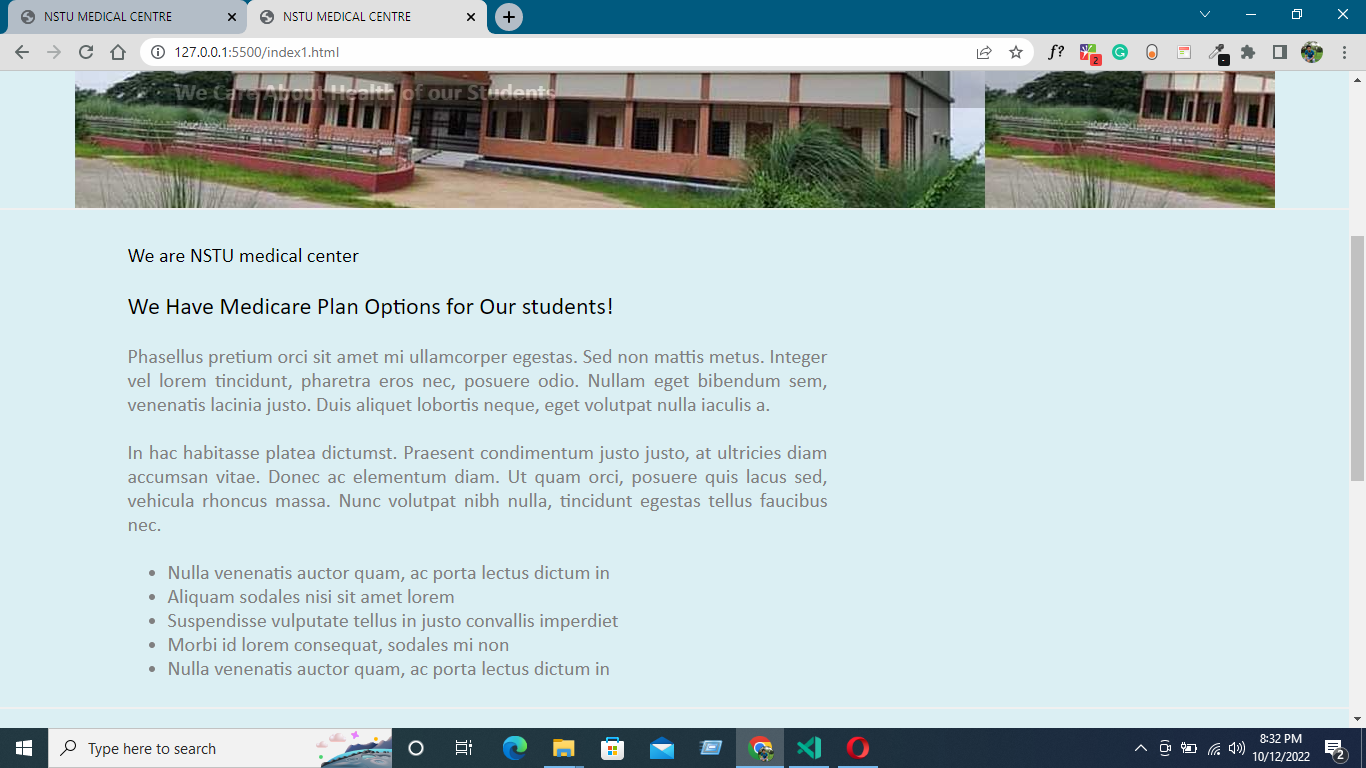 NSTU MEDICAL CENTRE
NSTU MEDICAL CENTRE
127.0.0.1:5500/index1.html
f?
2
We Care About Health of our Students
We are NSTU medical center
We Have Medicare Plan Options for Our students!
Phasellus pretium orci sit amet mi ullamcorper egestas. Sed non mattis metus. Integer
vel lorem tincidunt, pharetra eros nec, posuere odio. Nullam eget bibendum sem,
venenatis lacinia justo. Duis aliquet lobortis neque, eget volutpat nulla iaculis a.
In hac habitasse platea dictumst. Praesent condimentum justo justo, at ultricies diam
accumsan vitae. Donec ac elementum diam. Ut quam orci, posuere quis lacus sed,
vehicula rhoncus massa. Nunc volutpat nibh nulla, tincidunt egestas tellus faucibus
nec.
• Nulla venenatis auctor quam, ac porta lectus dictum in
• Aliquam sodales nisi sit amet lorem
• Suspendisse vulputate tellus in justo convallis imperdiet
• Morbi id lorem consequat, sodales mi non
• Nulla venenatis auctor quam, ac porta lectus dictum in
Type here to search
8:32 PM
10/12/2022
2